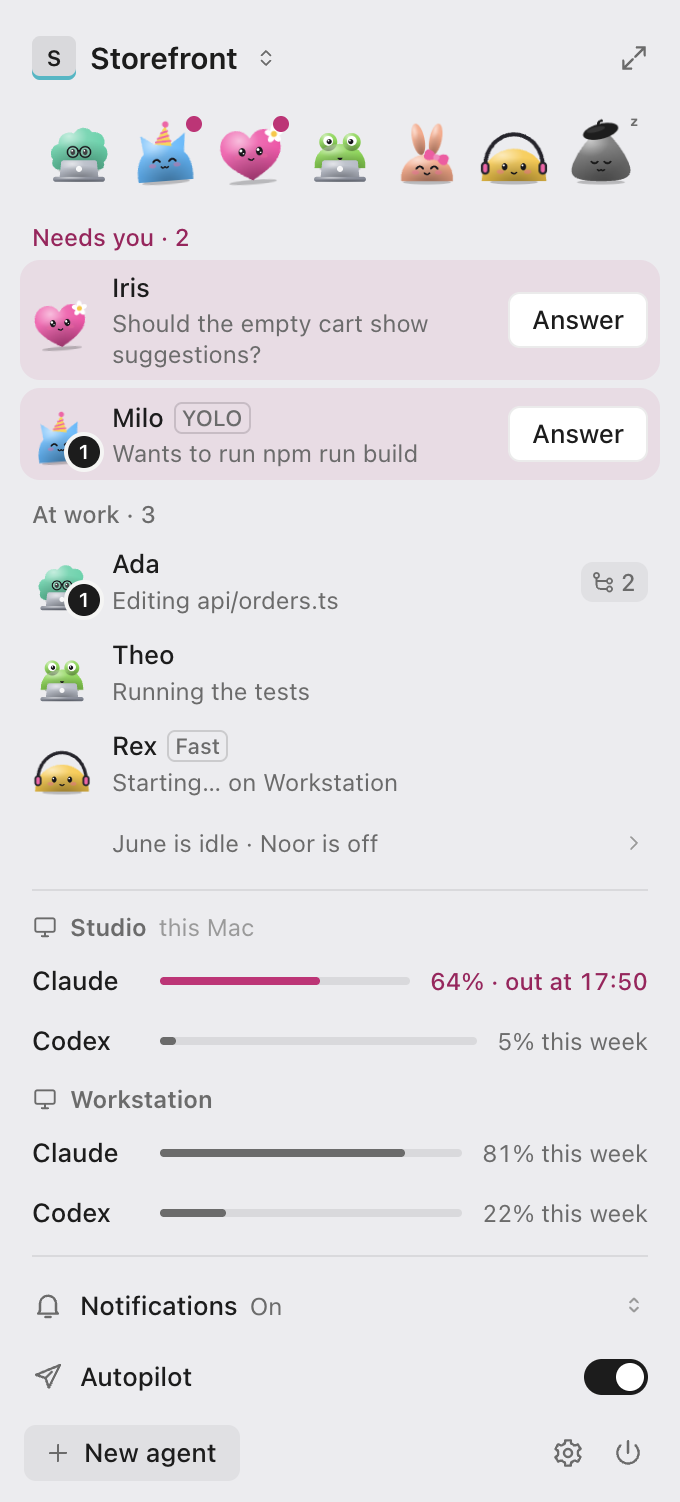 S Storefront
z
Needs you · 2
Iris
Should the empty cart show
suggestions?
Answer
Milo YOLO
1
Wants to run npm run build
Answer
At work · 3
Ada
1
Editing api/orders.ts
2
Theo
Running the tests
Rex Fast
Starting... on Workstation
June is idle · Noor is off
Studio this Mac
Claude 64% · out at 17:50
Codex 5% this week
Workstation
Claude 81% this week
Codex 22% this week
Notifications On
Autopilot
New agent